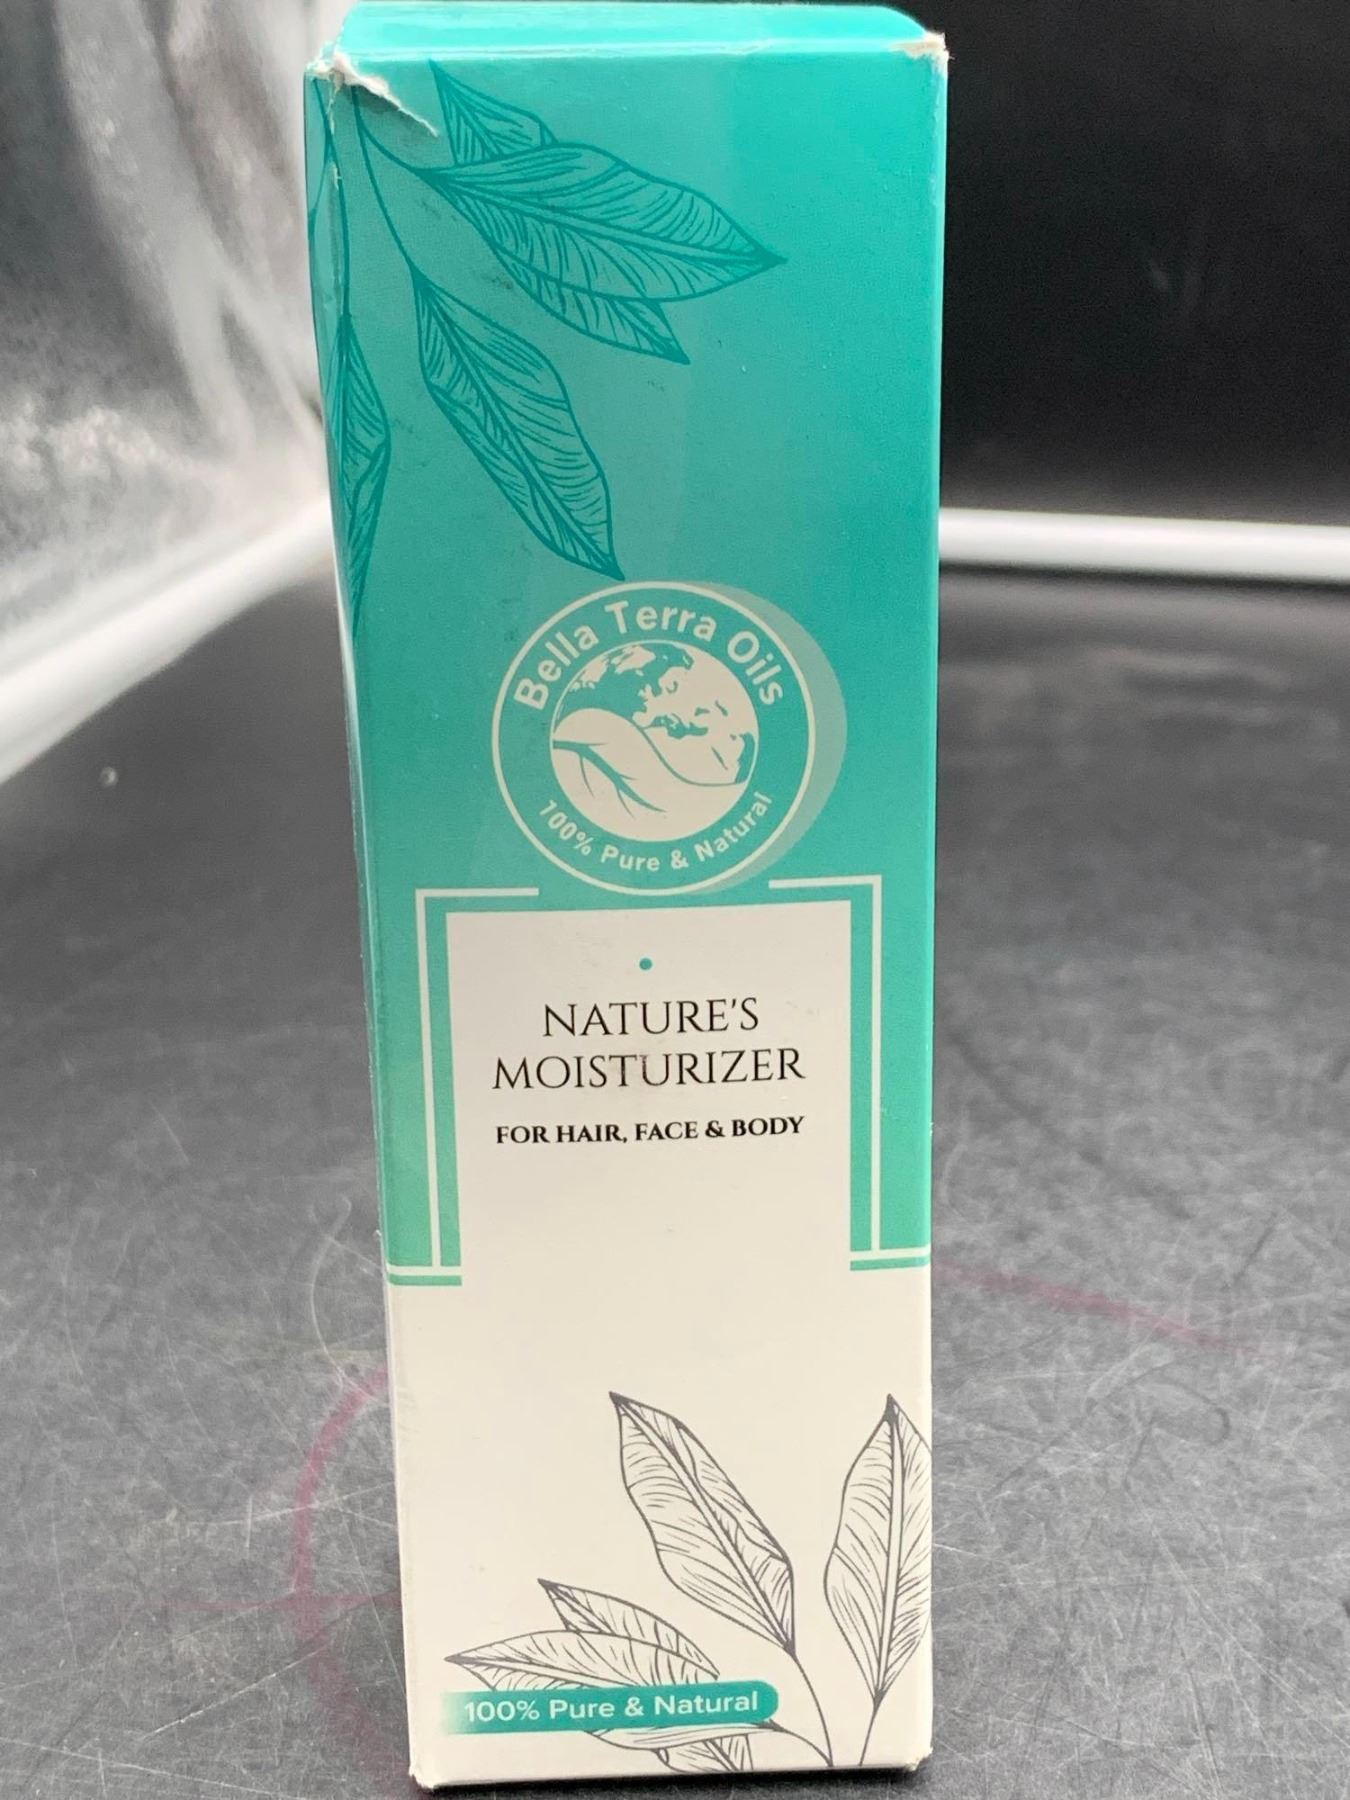 Bella Terra Oils
100% Pure & Natural
NATURE'S
MOISTURIZER
FOR HAIR, FACE & BODY
100% Pure & Natural